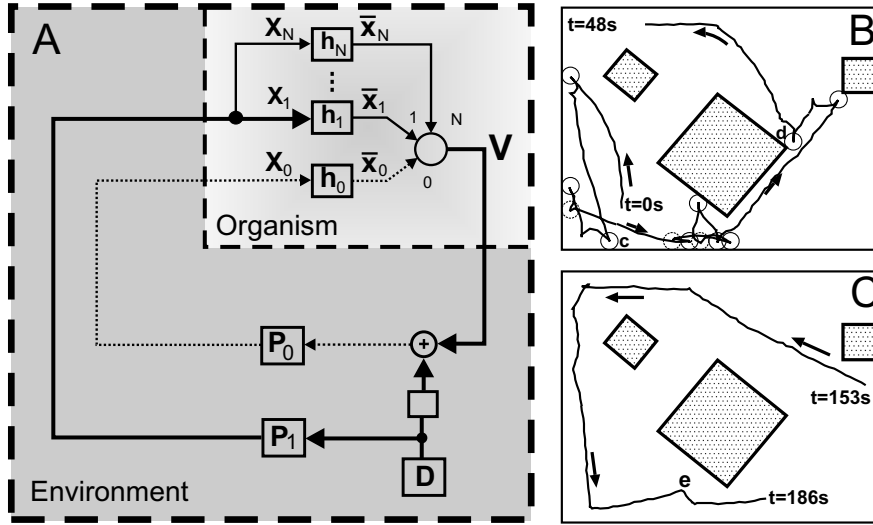 A
X_N
h_N
x̄_N
X_1
h_1
x̄_1
1
N
X_0
h_0
x̄_0
0
V
Organism
P_0
+
P_1
D
Environment
B
t=48s
d
t=0s
c
C
t=153s
e
t=186s